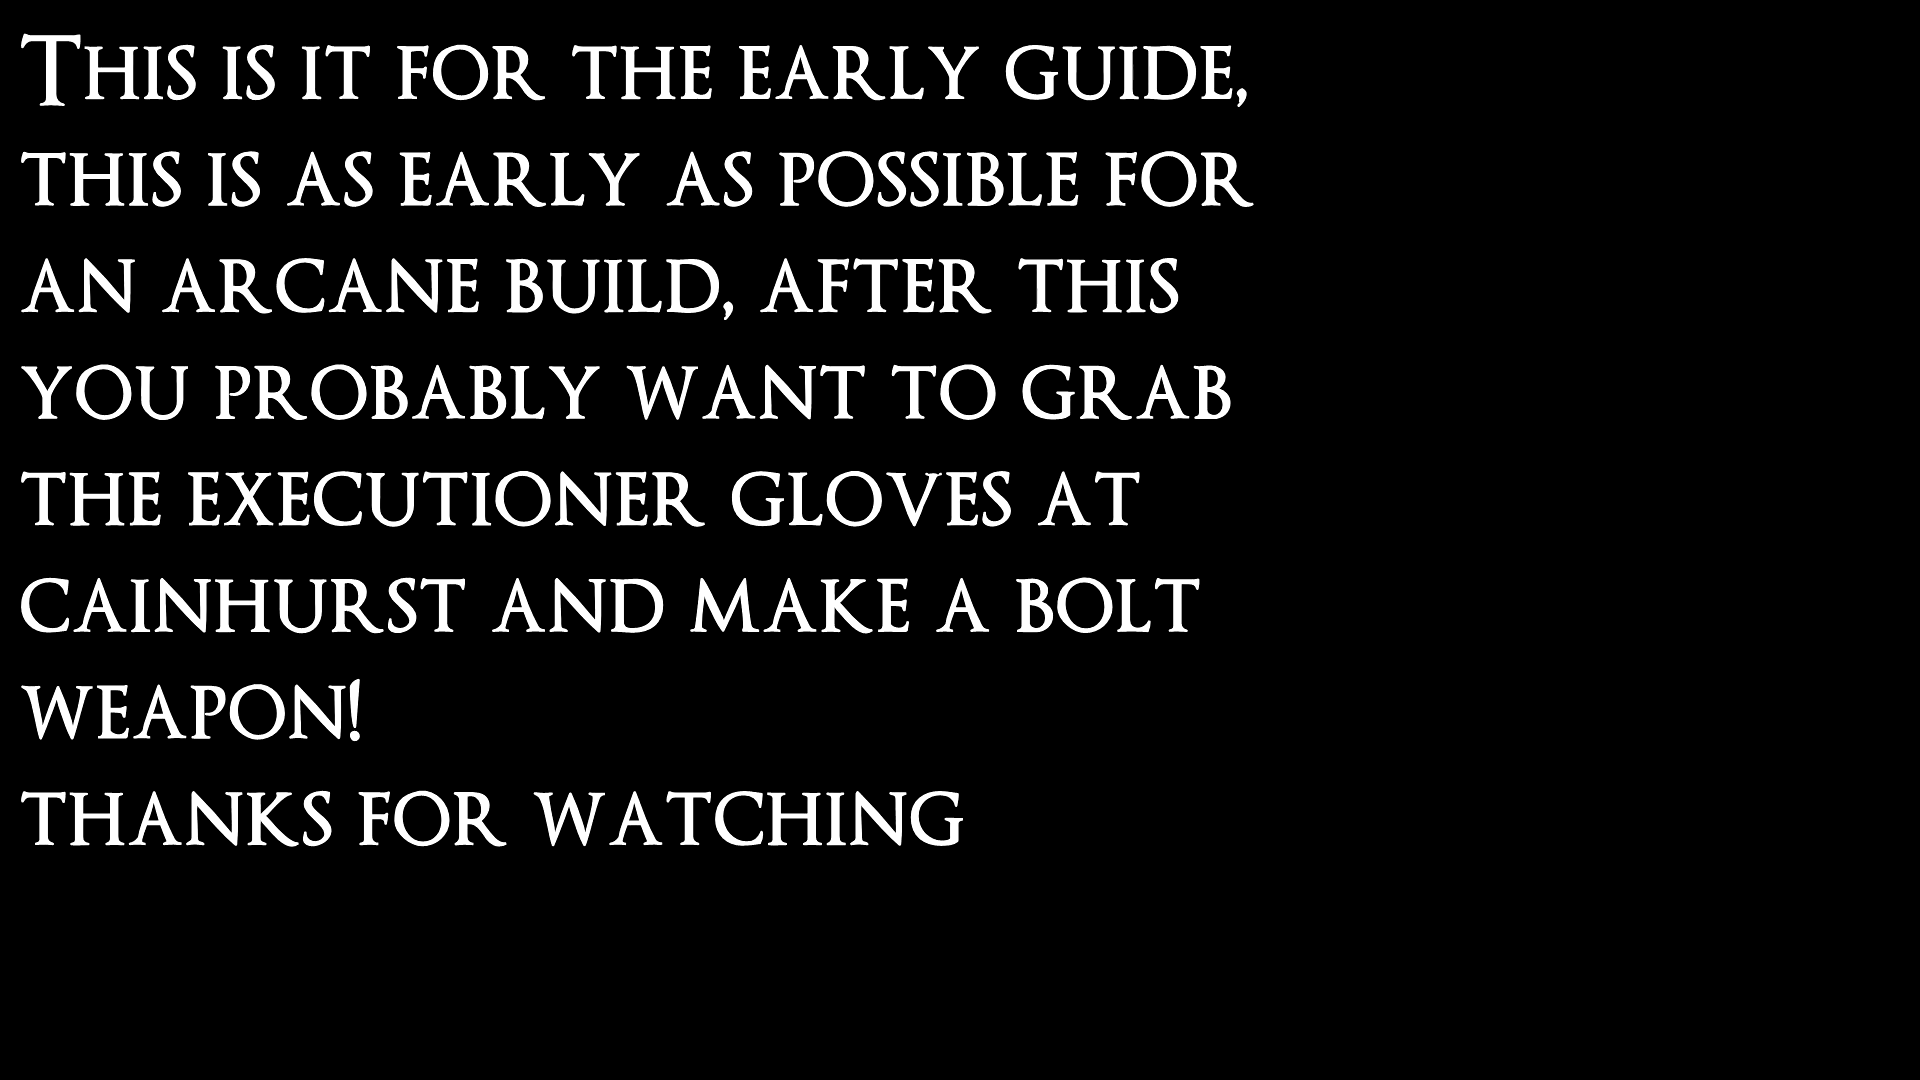 This is it for the early guide,
this is as early as possible for
an arcane build, after this
you probably want to grab
the executioner gloves at
cainhurst and make a bolt
weapon!
thanks for watching